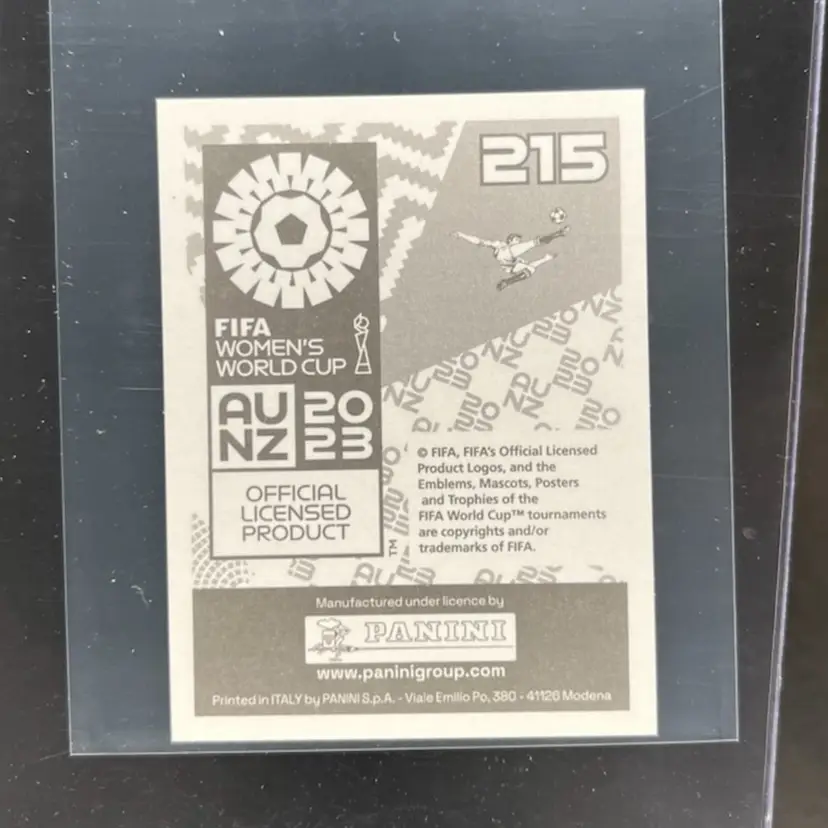 215
FIFA
WOMEN'S
WORLD CUP
AU 20
NZ 23
OFFICIAL
LICENSED
PRODUCT
TM
© FIFA, FIFA's Official Licensed
Product Logos, and the
Emblems, Mascots, Posters
and Trophies of the
FIFA World Cup™ tournaments
are copyrights and/or
trademarks of FIFA.
Manufactured under licence by
PANINI
www.paninigroup.com
Printed in ITALY by PANINI S.p.A. - Viale Emilio Po, 380 - 41126 Modena